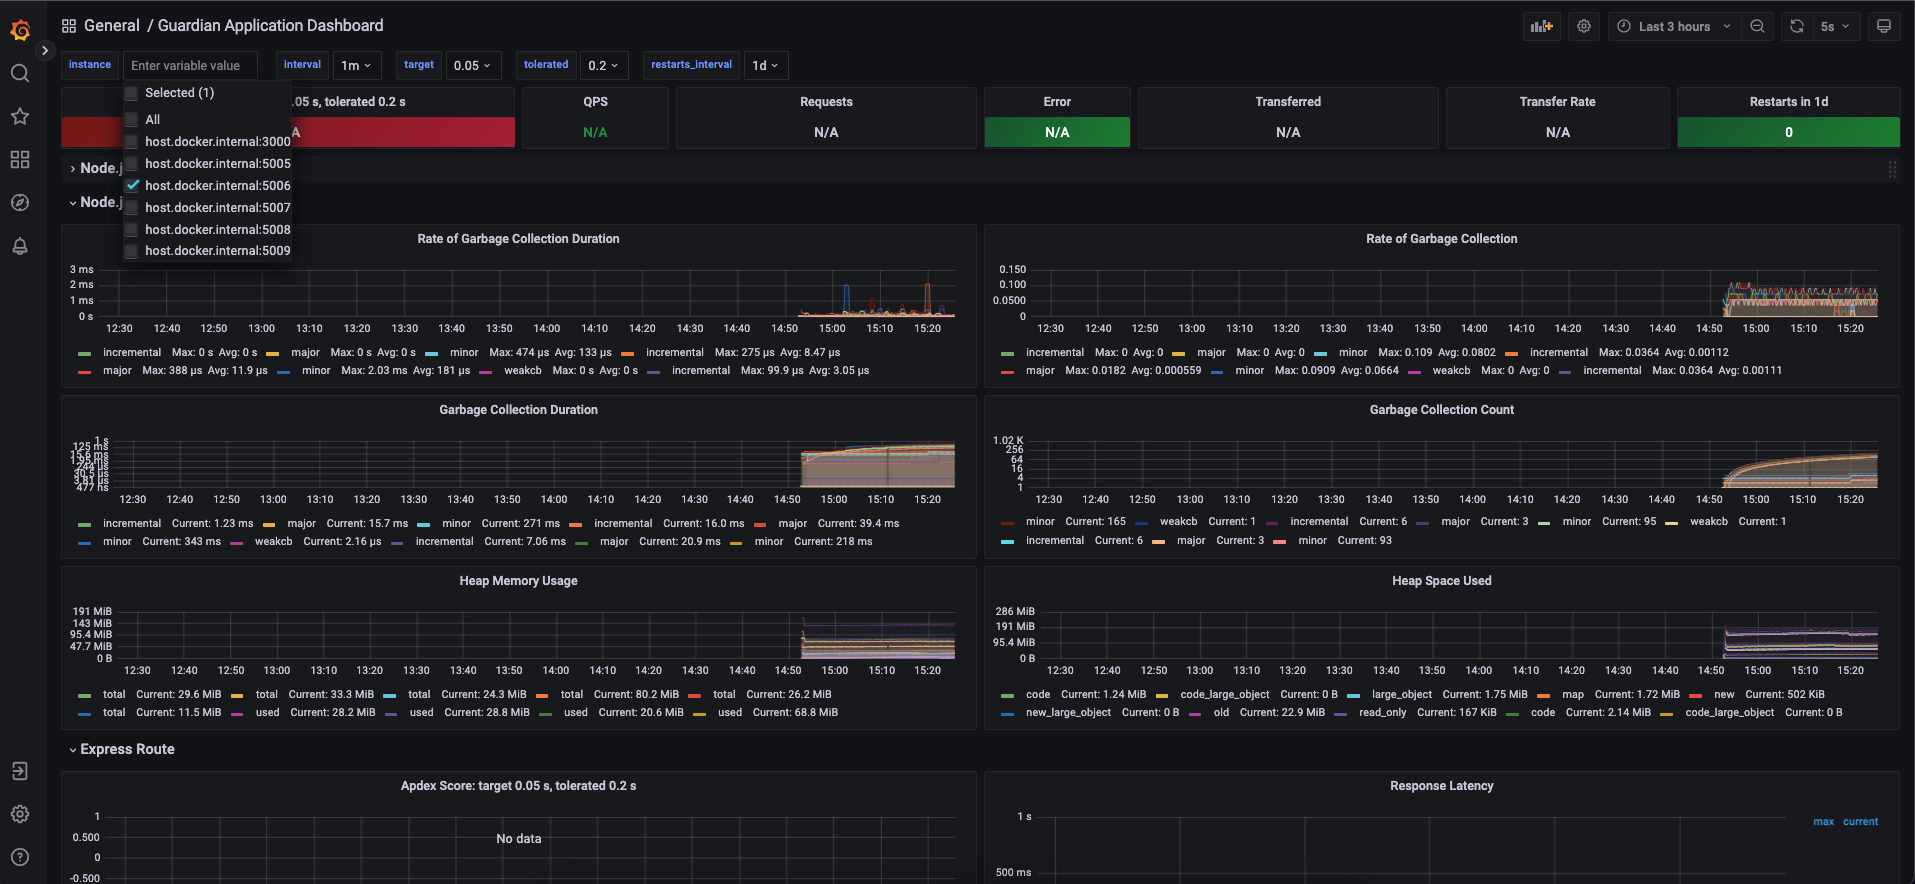 General / Guardian Application Dashboard
Last 3 hours
5s
instance
Enter variable value
interval
1m
target
0.05
tolerated
0.2
restarts_interval
1d
Selected (1)
All
host.docker.internal:3000
host.docker.internal:5005
host.docker.internal:5006
host.docker.internal:5007
host.docker.internal:5008
host.docker.internal:5009
.05 s, tolerated 0.2 s
A
QPS
N/A
Requests
N/A
Error
N/A
Transferred
N/A
Transfer Rate
N/A
Restarts in 1d
0
Node.j
Node.j
Rate of Garbage Collection Duration
3 ms
2 ms
1 ms
0 s
12:30 12:40 12:50 13:00 13:10 13:20 13:30 13:40 13:50 14:00 14:10 14:20 14:30 14:40 14:50 15:00 15:10 15:20
incremental Max: 0 s Avg: 0 s major Max: 0 s Avg: 0 s minor Max: 474 µs Avg: 133 µs incremental Max: 275 µs Avg: 8.47 µs
major Max: 388 µs Avg: 11.9 µs minor Max: 2.03 ms Avg: 181 µs weakcb Max: 0 s Avg: 0 s incremental Max: 99.9 µs Avg: 3.05 µs
Rate of Garbage Collection
0.150
0.100
0.0500
0
12:30 12:40 12:50 13:00 13:10 13:20 13:30 13:40 13:50 14:00 14:10 14:20 14:30 14:40 14:50 15:00 15:10 15:20
incremental Max: 0 Avg: 0 major Max: 0 Avg: 0 minor Max: 0.109 Avg: 0.0802 incremental Max: 0.0364 Avg: 0.00112
major Max: 0.0182 Avg: 0.000559 minor Max: 0.0909 Avg: 0.0664 weakcb Max: 0 Avg: 0 incremental Max: 0.0364 Avg: 0.00111
Garbage Collection Duration
1 s
125 ms
15.6 ms
1.95 ms
244 µs
30.5 µs
3.81 µs
477 ns
12:30 12:40 12:50 13:00 13:10 13:20 13:30 13:40 13:50 14:00 14:10 14:20 14:30 14:40 14:50 15:00 15:10 15:20
incremental Current: 1.23 ms major Current: 15.7 ms minor Current: 271 ms incremental Current: 16.0 ms major Current: 39.4 ms
minor Current: 343 ms weakcb Current: 2.16 µs incremental Current: 7.06 ms major Current: 20.9 ms minor Current: 218 ms
Garbage Collection Count
1.02 K
256
64
16
4
1
12:30 12:40 12:50 13:00 13:10 13:20 13:30 13:40 13:50 14:00 14:10 14:20 14:30 14:40 14:50 15:00 15:10 15:20
minor Current: 165 weakcb Current: 1 incremental Current: 6 major Current: 3 minor Current: 95 weakcb Current: 1
incremental Current: 6 major Current: 3 minor Current: 93
Heap Memory Usage
191 MiB
143 MiB
95.4 MiB
47.7 MiB
0 B
12:30 12:40 12:50 13:00 13:10 13:20 13:30 13:40 13:50 14:00 14:10 14:20 14:30 14:40 14:50 15:00 15:10 15:20
total Current: 29.6 MiB total Current: 33.3 MiB total Current: 24.3 MiB total Current: 80.2 MiB total Current: 26.2 MiB
total Current: 11.5 MiB used Current: 28.2 MiB used Current: 28.8 MiB used Current: 20.6 MiB used Current: 68.8 MiB
Heap Space Used
286 MiB
191 MiB
95.4 MiB
0 B
12:30 12:40 12:50 13:00 13:10 13:20 13:30 13:40 13:50 14:00 14:10 14:20 14:30 14:40 14:50 15:00 15:10 15:20
code Current: 1.24 MiB code_large_object Current: 0 B large_object Current: 1.75 MiB map Current: 1.72 MiB new Current: 502 KiB
new_large_object Current: 0 B old Current: 22.9 MiB read_only Current: 167 KiB code Current: 2.14 MiB code_large_object Current: 0 B
Express Route
Apdex Score: target 0.05 s, tolerated 0.2 s
1
0.500
0
-0.500
No data
Response Latency
1 s
500 ms
max current